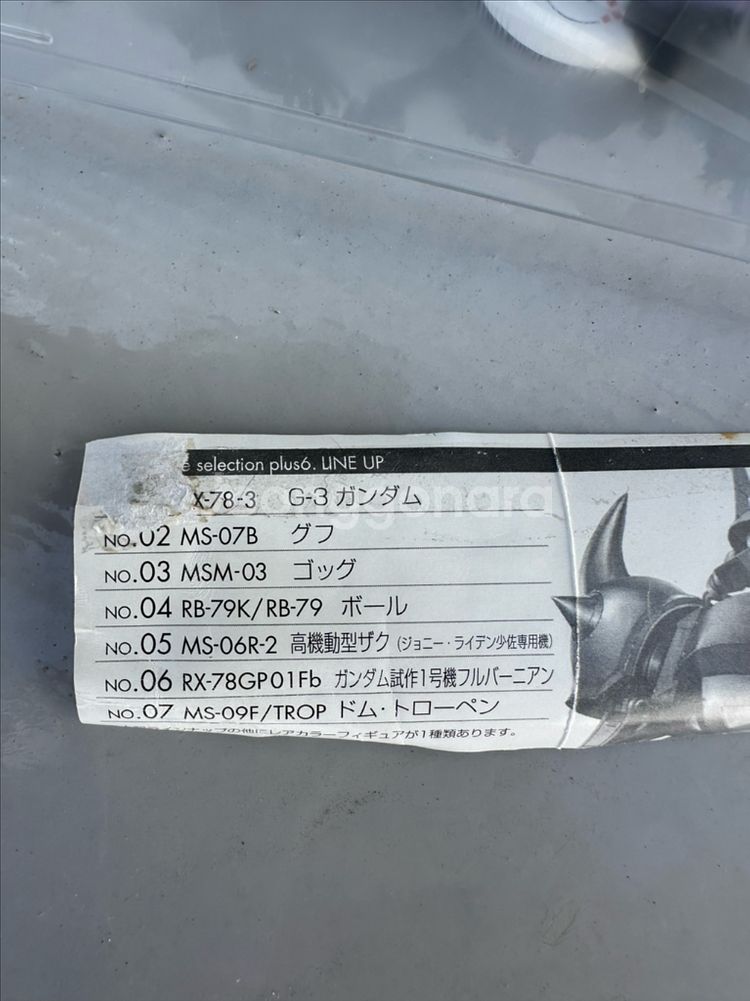 selection plus6. LINE UP
X-78-3 G-3 ガンダム
NO.02 MS-07B グフ
NO.03 MSM-03 ゴッグ
NO.04 RB-79K/RB-79 ボール
NO.05 MS-06R-2 高機動型ザク (ジョニー・ライデン少佐専用機)
NO.06 RX-78GP01Fb ガンダム試作1号機フルバーニアン
NO.07 MS-09F/TROP ドム・トローペン
ラインナップの他にレアカラーフィギュアが1種類あります。